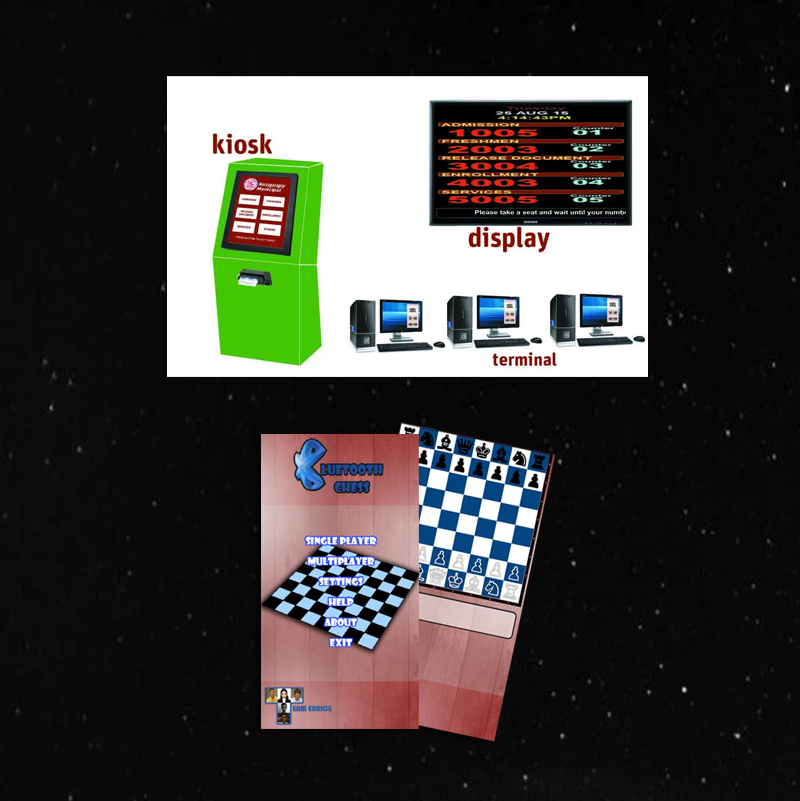 kiosk
Tuesday
25 AUG 15
4:14:43PM
ADMISSION
1005 Counter 01
FRESHMEN
2003 Counter 02
RELEASE DOCUMENT
3004 Counter 03
ENROLLMENT
4003 Counter 04
SERVICES
5005 Counter 05
Please take a seat and wait until your numb
display
terminal
BLUETOOTH
CHESS
SINGLE PLAYER
MULTIPLAYER
SETTINGS
HELP
ABOUT
EXIT
TEAM EUNICE